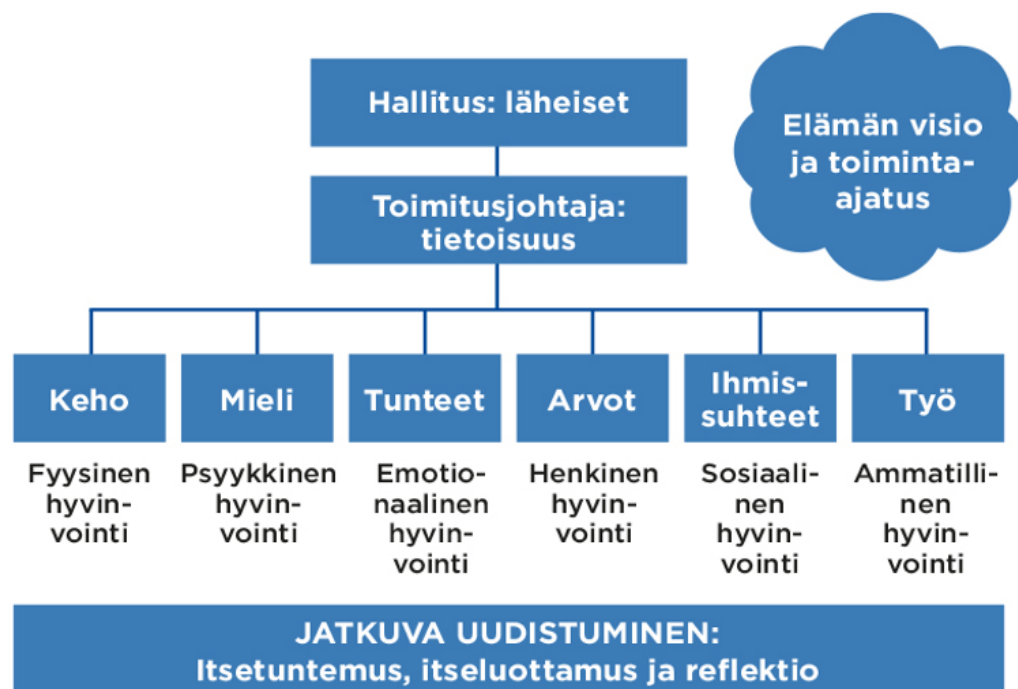 Hallitus: läheiset
Elämän visio
ja toiminta-
ajatus
Toimitusjohtaja:
tietoisuus
Keho
Mieli
Tunteet
Arvot
Ihmis-
suhteet
Työ
Fyysinen
hyvin-
vointi
Psyykkinen
hyvin-
vointi
Emotio-
naalinen
hyvin-
vointi
Henkinen
hyvin-
vointi
Sosiaali-
nen
hyvin-
vointi
Ammatilli-
nen
hyvin-
vointi
JATKUVA UUDISTUMINEN:
Itsetuntemus, itseluottamus ja reflektio